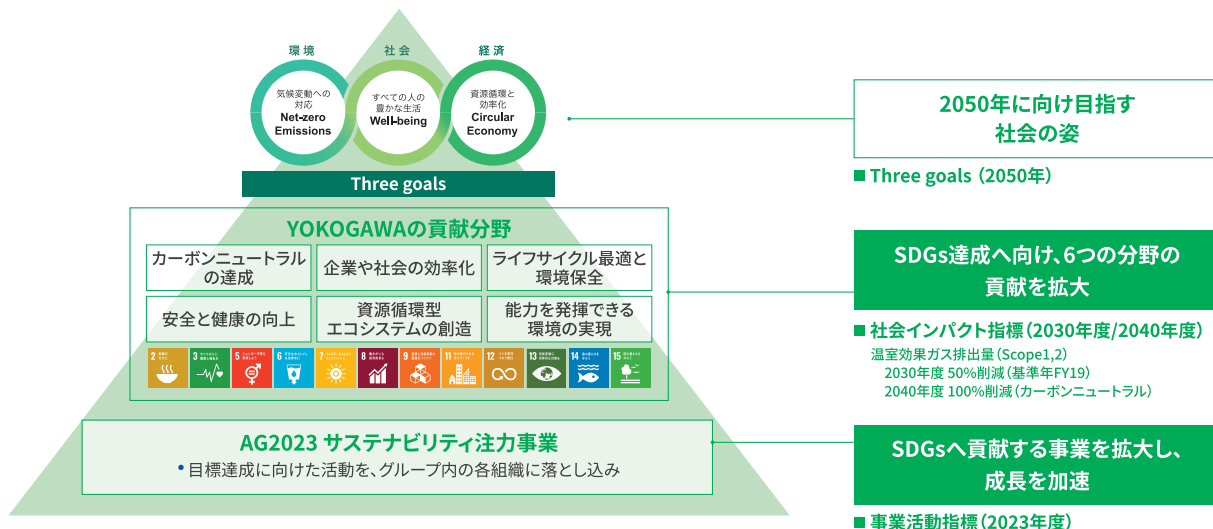 環 境
社 会
経 済
気候変動への
対応
Net-zero
Emissions
すべての人の
豊かな生活
Well-being
資源循環と
効率化
Circular
Economy
Three goals
2050年に向け目指す
社会の姿
■ Three goals (2050年)
YOKOGAWAの貢献分野
カーボンニュートラル
の達成
企業や社会の効率化
ライフサイクル最適と
環境保全
安全と健康の向上
資源循環型
エコシステムの創造
能力を発揮できる
環境の実現
2
3
5
6
7
8
9
11
12
13
14
15
SDGs達成へ向け、6つの分野の
貢献を拡大
■ 社会インパクト指標(2030年度/2040年度)
温室効果ガス排出量(Scope1,2)
2030年度 50%削減(基準年FY19)
2040年度 100%削減(カーボンニュートラル)
AG2023 サステナビリティ注力事業
• 目標達成に向けた活動を、グループ内の各組織に落とし込み
SDGsへ貢献する事業を拡大し、
成長を加速
■ 事業活動指標(2023年度)